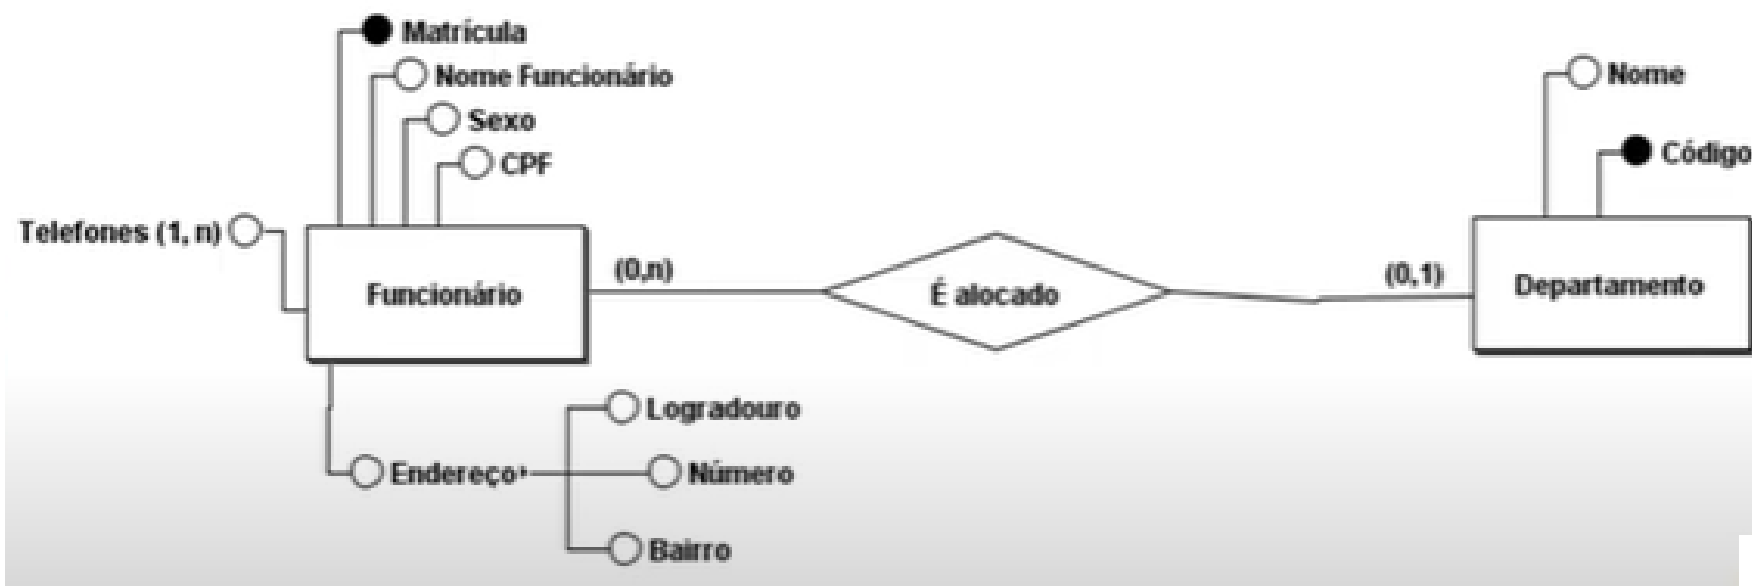 Matrícula
Nome Funcionário
Sexo
CPF
Telefones (1, n)
Funcionário
(0,n)
É alocado
(0,1)
Nome
Código
Departamento
Endereço
Logradouro
Número
Bairro